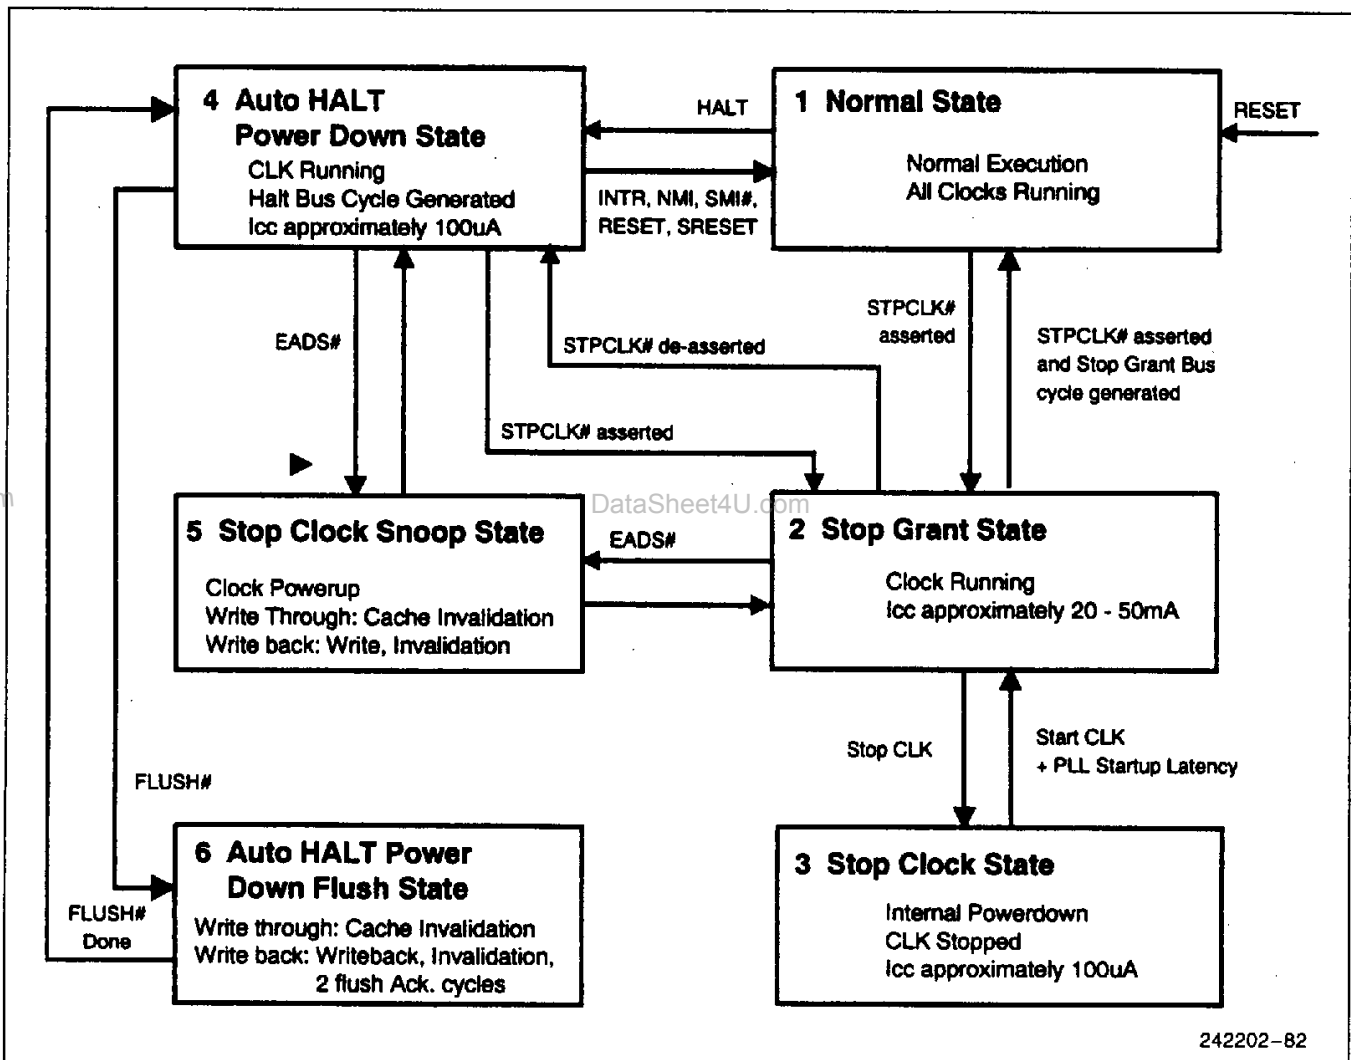 4 Auto HALT
Power Down State
CLK Running
Halt Bus Cycle Generated
Icc approximately 100uA
HALT
INTR, NMI, SMI#,
RESET, SRESET
1 Normal State
Normal Execution
All Clocks Running
RESET
EADS#
STPCLK# de-asserted
STPCLK# asserted
STPCLK#
asserted
STPCLK# asserted
and Stop Grant Bus
cycle generated
m
DataSheet4U.com
5 Stop Clock Snoop State
Clock Powerup
Write Through: Cache Invalidation
Write back: Write, Invalidation
EADS#
2 Stop Grant State
Clock Running
Icc approximately 20 - 50mA
Stop CLK
Start CLK
+ PLL Startup Latency
FLUSH#
6 Auto HALT Power
Down Flush State
Write through: Cache Invalidation
Write back: Writeback, Invalidation,
2 flush Ack. cycles
FLUSH#
Done
3 Stop Clock State
Internal Powerdown
CLK Stopped
Icc approximately 100uA
242202-82